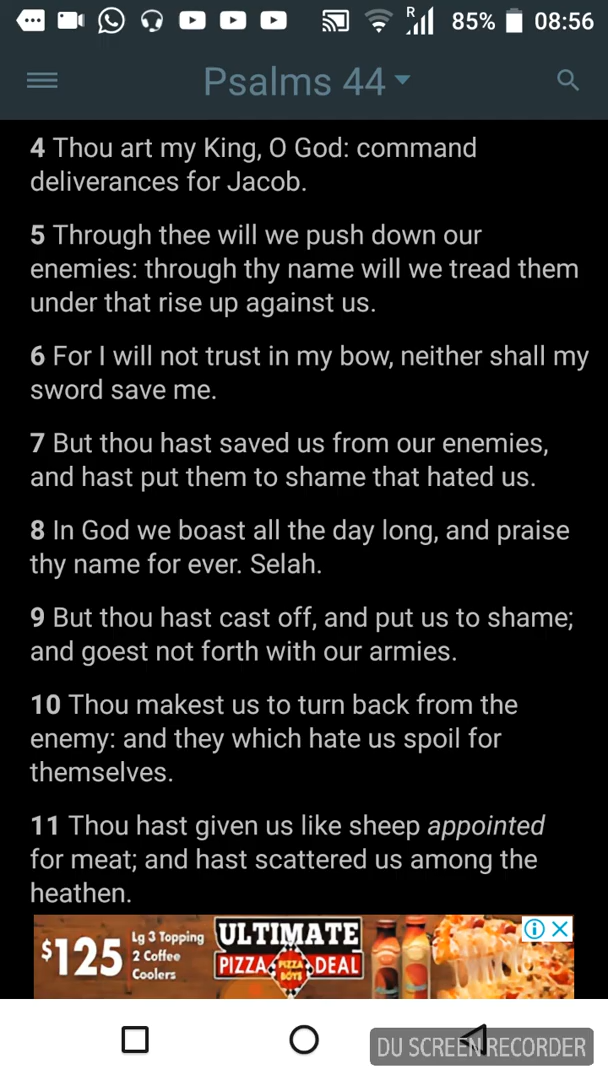 R 85% 08:56
Psalms 44
4 Thou art my King, O God: command
deliverances for Jacob.
5 Through thee will we push down our
enemies: through thy name will we tread them
under that rise up against us.
6 For I will not trust in my bow, neither shall my
sword save me.
7 But thou hast saved us from our enemies,
and hast put them to shame that hated us.
8 In God we boast all the day long, and praise
thy name for ever. Selah.
9 But thou hast cast off, and put us to shame;
and goest not forth with our armies.
10 Thou makest us to turn back from the
enemy: and they which hate us spoil for
themselves.
11 Thou hast given us like sheep appointed
for meat; and hast scattered us among the
heathen.
$125
Lg 3 Topping
2 Coffee
Coolers
ULTIMATE
PIZZA PIZZA BOYS DEAL
DU SCREEN RECORDER